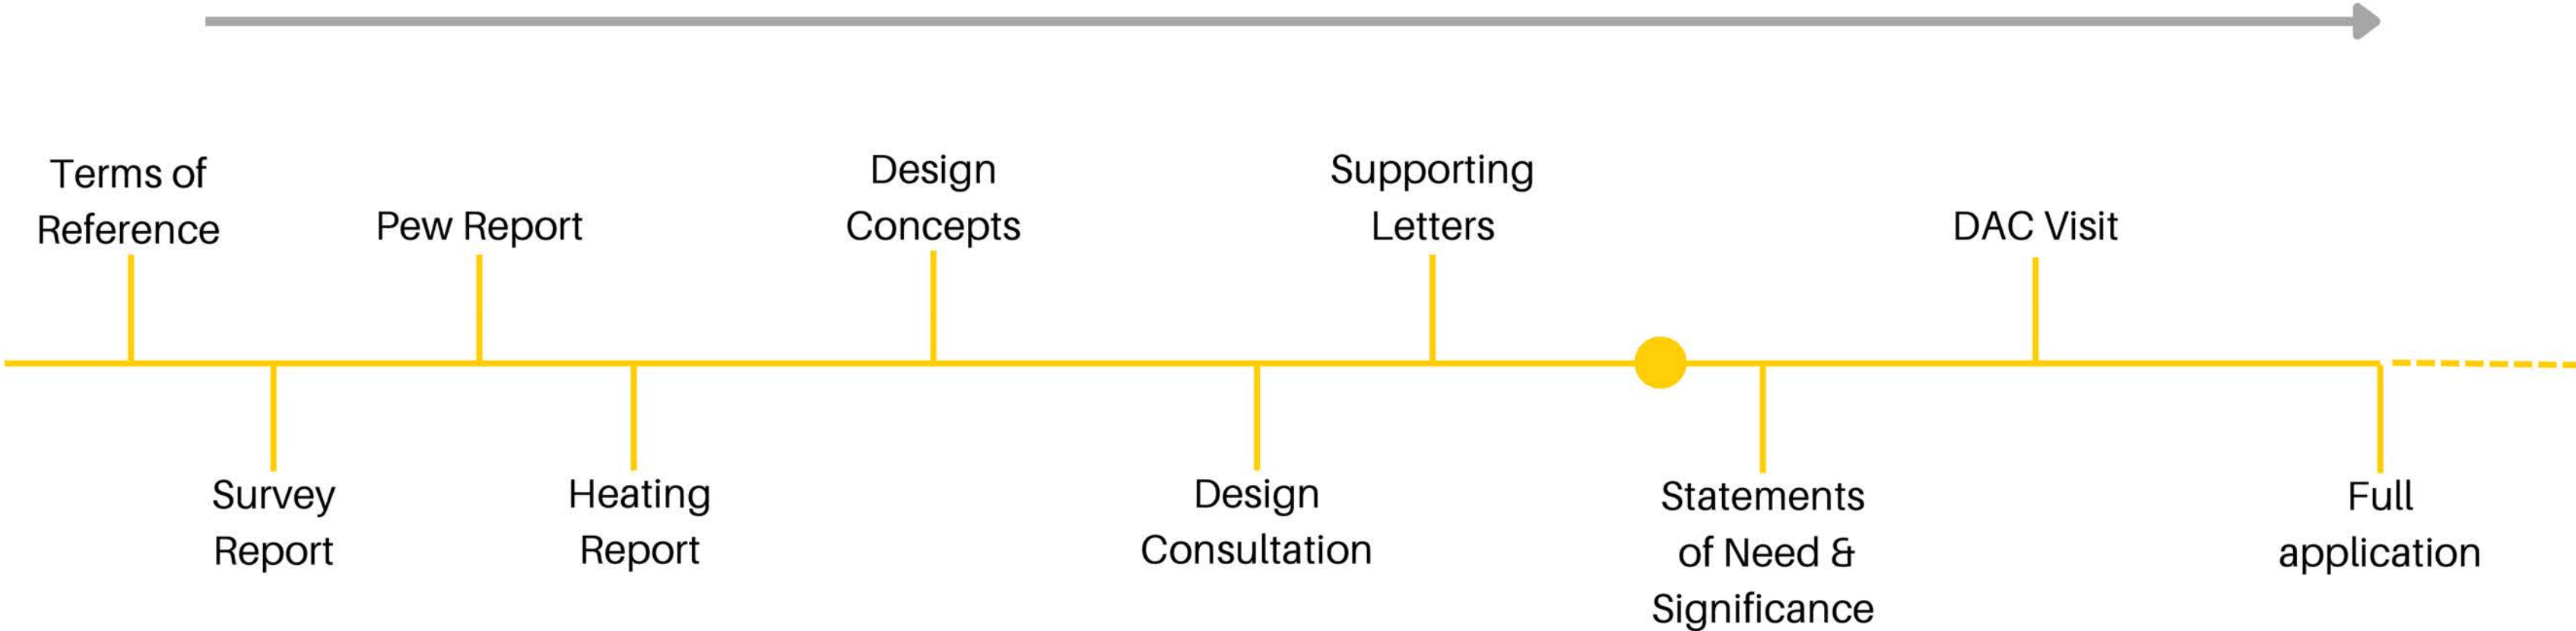 Terms of
Reference
Survey
Report
Pew Report
Heating
Report
Design
Concepts
Design
Consultation
Supporting
Letters
Statements
of Need &
Significance
DAC Visit
Full
application